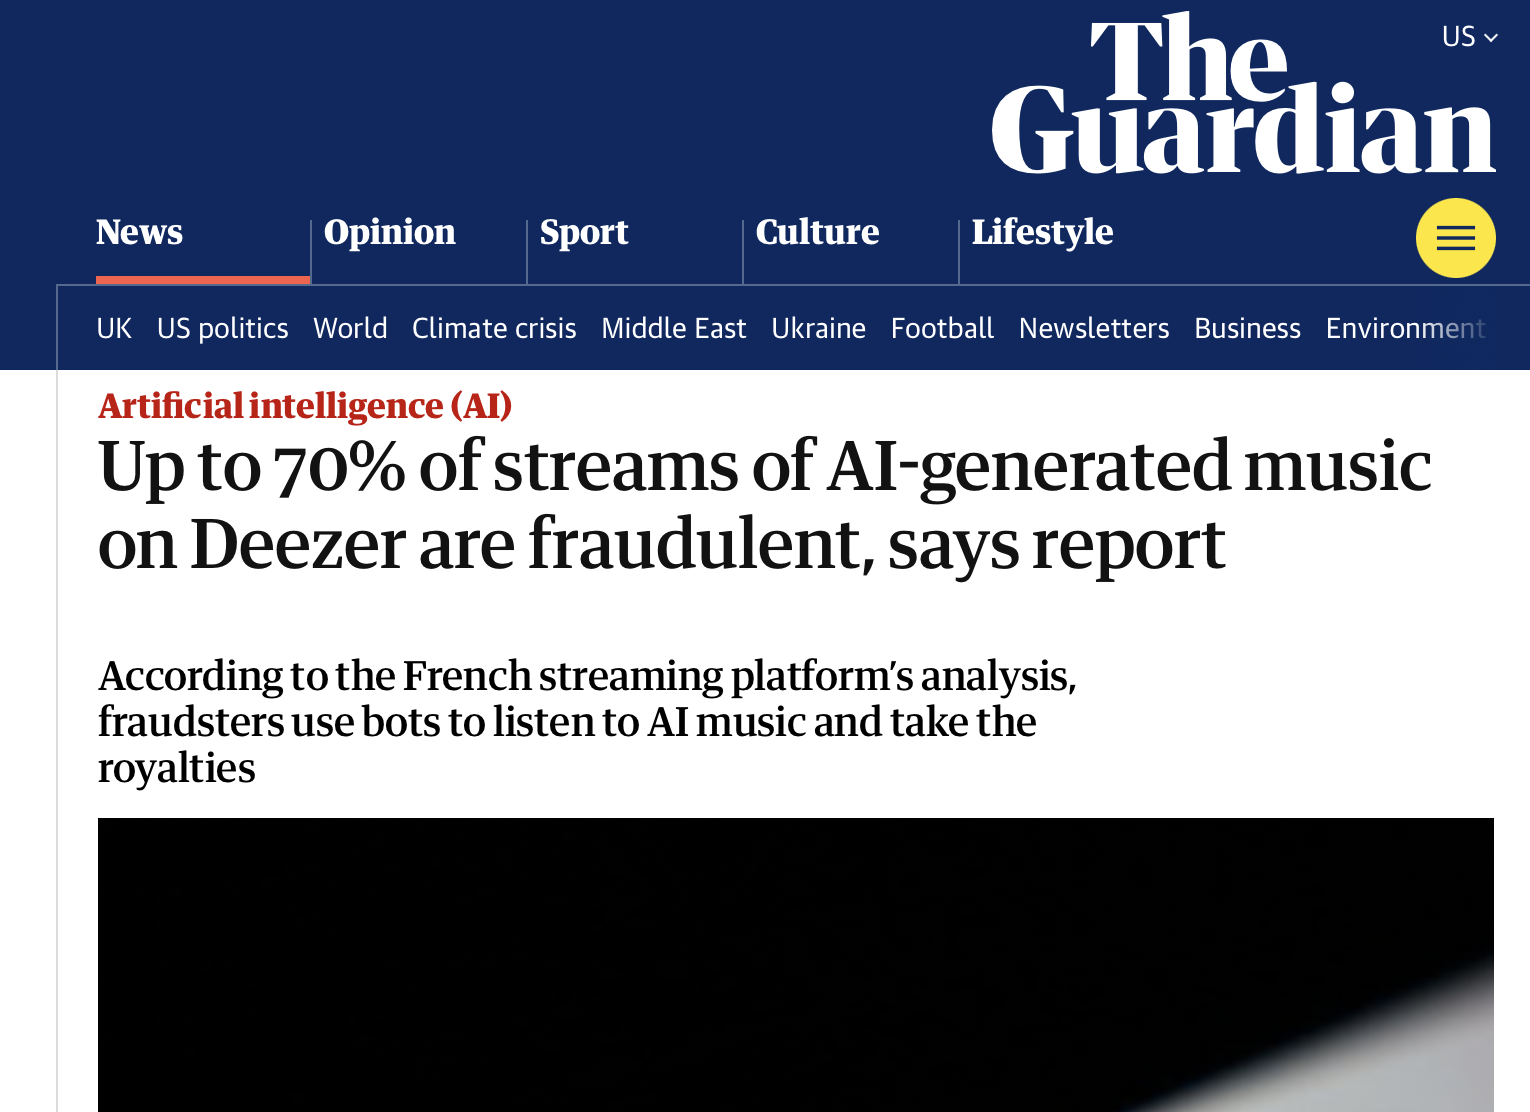 The
Guardian
US
News
Opinion
Sport
Culture
Lifestyle
UK US politics World Climate crisis Middle East Ukraine Football Newsletters Business Environment
Artificial intelligence (AI)
Up to 70% of streams of AI-generated music
on Deezer are fraudulent, says report
According to the French streaming platform’s analysis,
fraudsters use bots to listen to AI music and take the
royalties